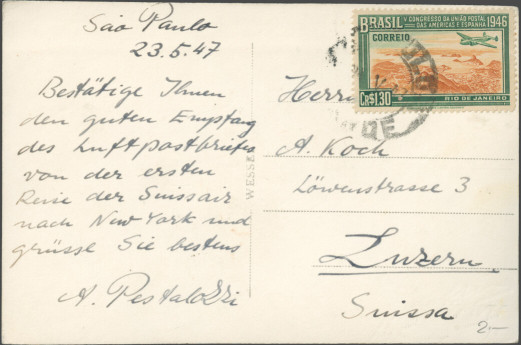 São Paulo
23.5.47
Bestätige Ihnen
den guten Empfang
des Luftpostbriefes
von der ersten
Reise der Suissair
nach New York und
grüsse Sie bestens
A. Pestalozzi
WESSEL
BRASIL V CONGRESSO DA UNIÃO POSTAL 1946
DAS AMERICAS E ESPANHA
CORREIO
CR$1,30
RIO DE JANEIRO
Herrn
A. Koch
Löwenstrasse 3
Luzern
Suissa
2.—